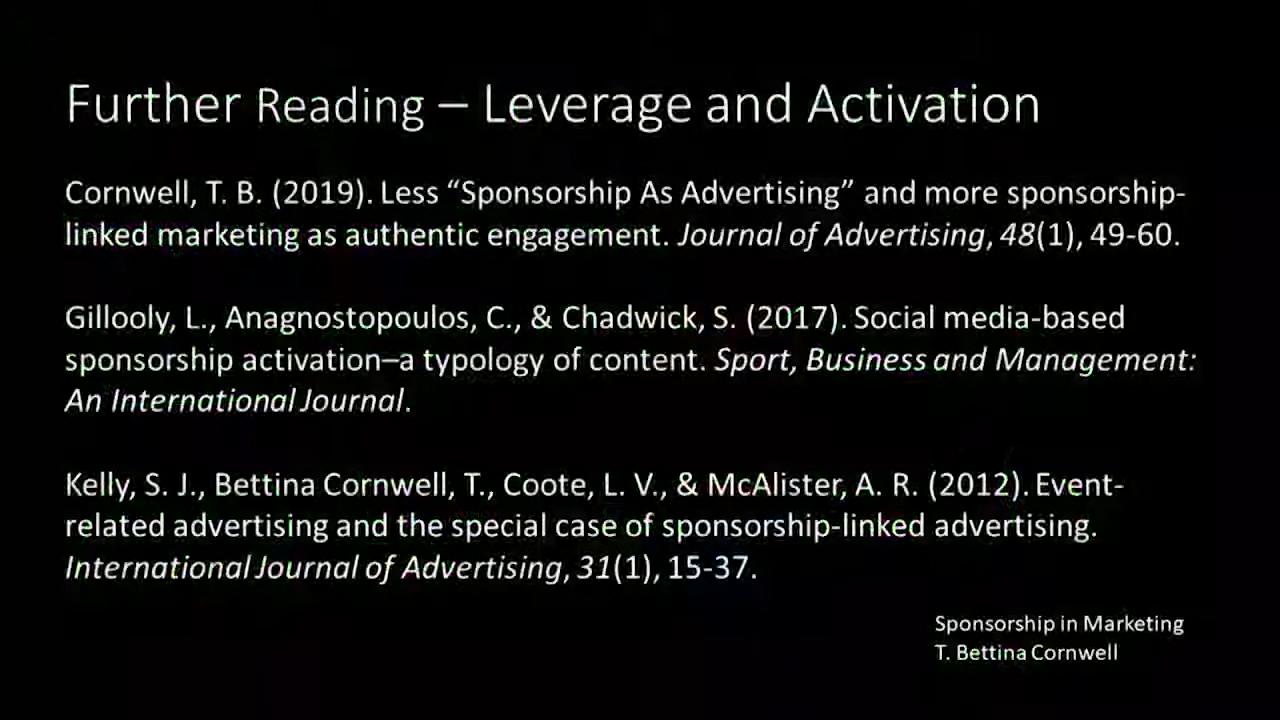 Further Reading – Leverage and Activation
Cornwell, T. B. (2019). Less “Sponsorship As Advertising” and more sponsorship-
linked marketing as authentic engagement. Journal of Advertising, 48(1), 49-60.
Gillooly, L., Anagnostopoulos, C., & Chadwick, S. (2017). Social media-based
sponsorship activation–a typology of content. Sport, Business and Management:
An International Journal.
Kelly, S. J., Bettina Cornwell, T., Coote, L. V., & McAlister, A. R. (2012). Event-
related advertising and the special case of sponsorship-linked advertising.
International Journal of Advertising, 31(1), 15-37.
Sponsorship in Marketing
T. Bettina Cornwell